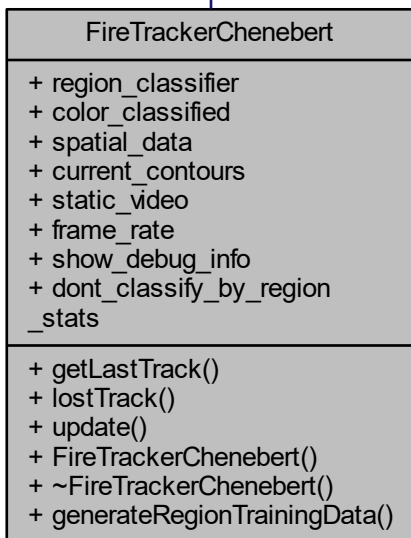 FireTrackerChenebert
+ region_classifier
+ color_classified
+ spatial_data
+ current_contours
+ static_video
+ frame_rate
+ show_debug_info
+ dont_classify_by_region
_stats
+ getLastTrack()
+ lostTrack()
+ update()
+ FireTrackerChenebert()
+ ~FireTrackerChenebert()
+ generateRegionTrainingData()